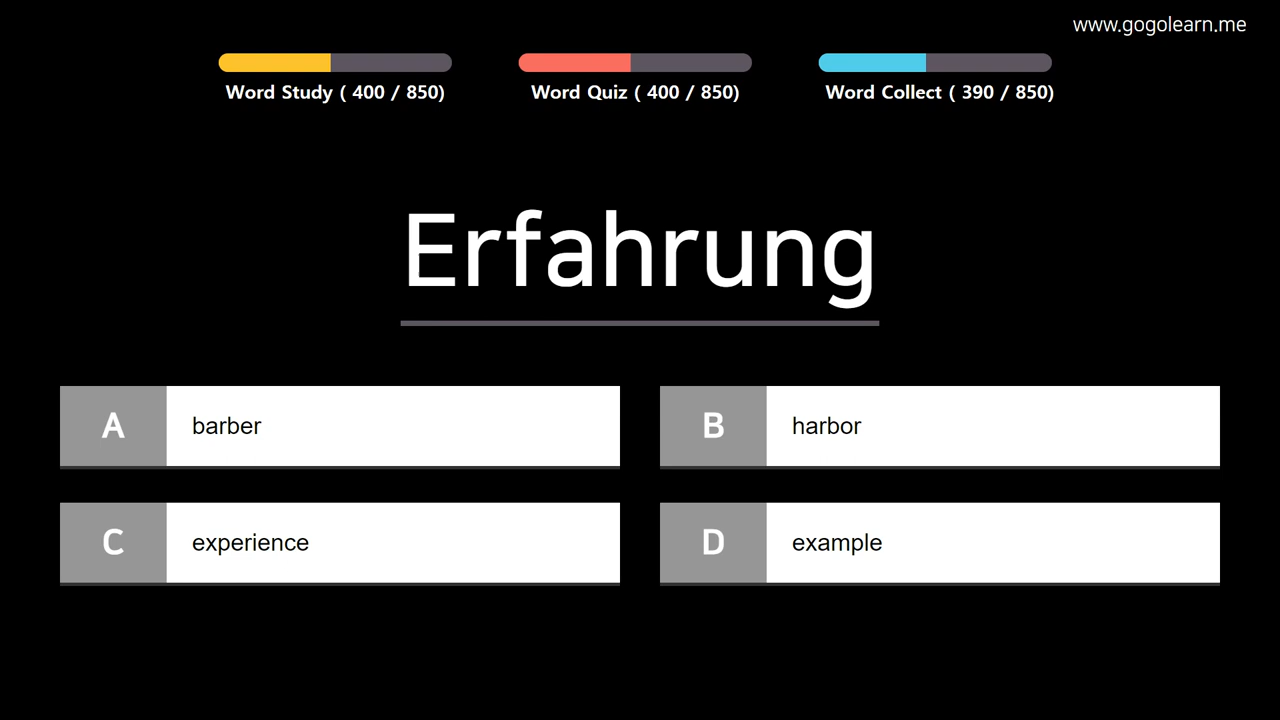 www.gogolearn.me
Word Study ( 400 / 850)
Word Quiz ( 400 / 850)
Word Collect ( 390 / 850)
Erfahrung
A barber
B harbor
C experience
D example